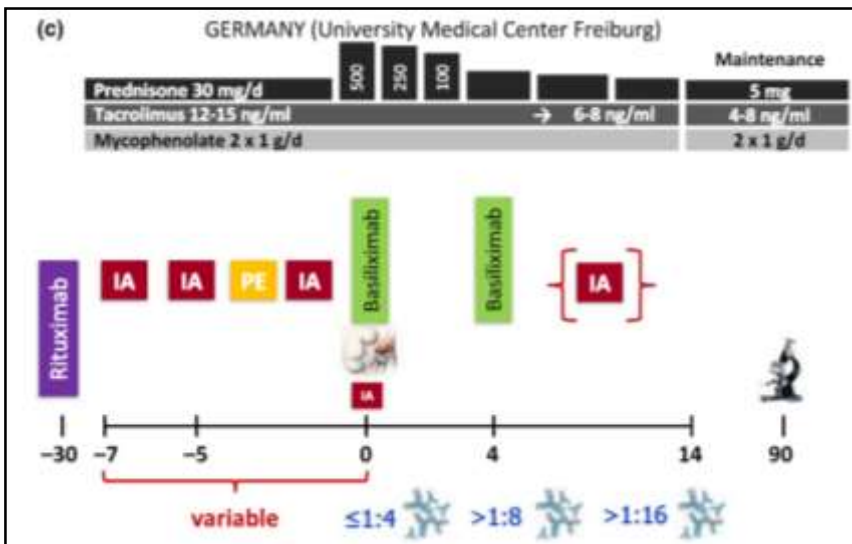 (c) GERMANY (University Medical Center Freiburg)
500
250
100
Maintenance
Prednisone 30 mg/d
5 mg
Tacrolimus 12-15 ng/ml → 6-8 ng/ml
4-8 ng/ml
Mycophenolate 2 x 1 g/d
2 x 1 g/d
Rituximab
IA
IA
PE
IA
Basiliximab
Basiliximab
IA
IA
–30 –7 –5 0 4 14 90
variable
≤1:4 >1:8 >1:16